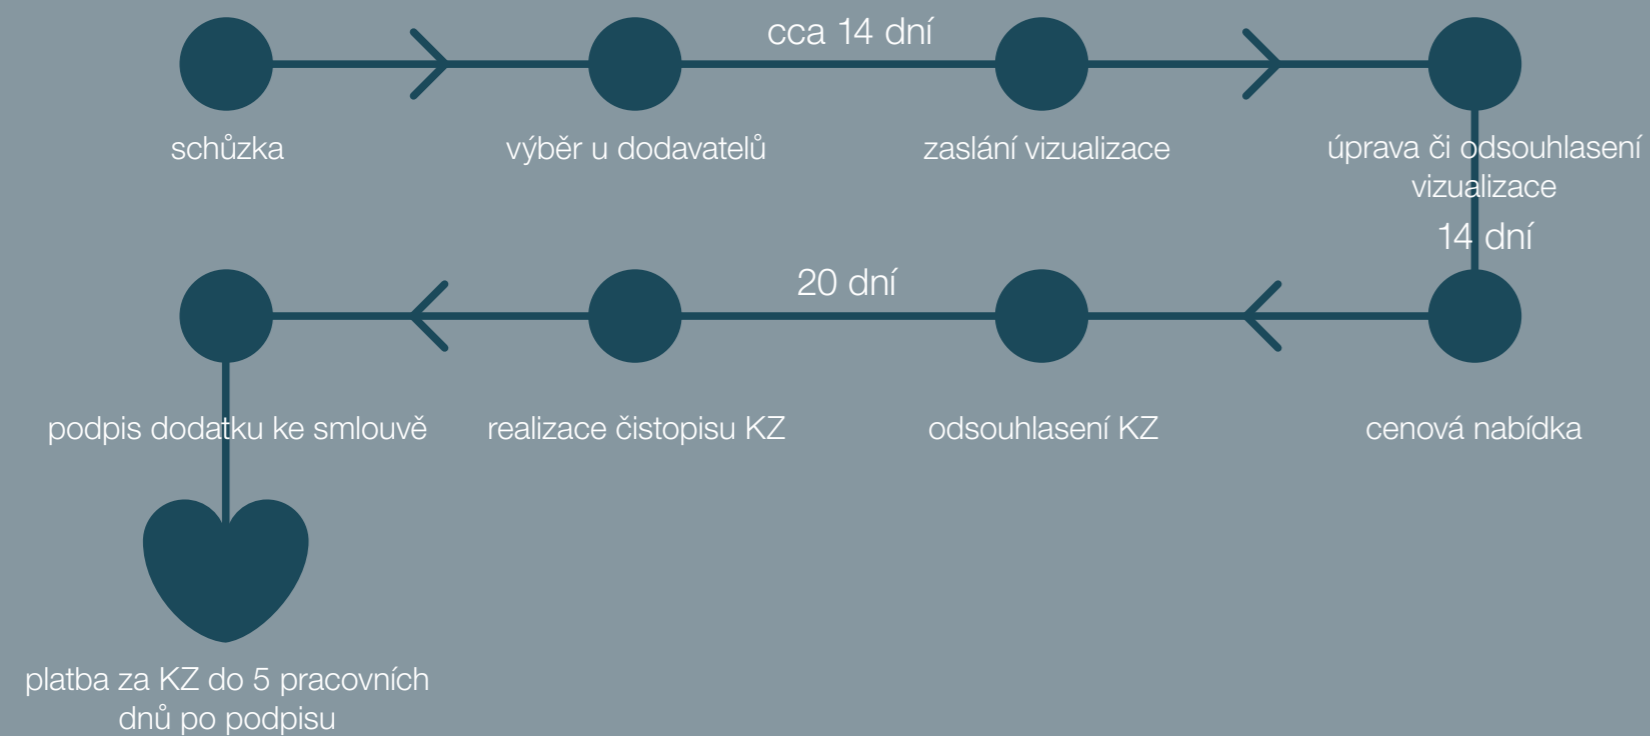 cca 14 dní
schůzka
výběr u dodavatelů
zaslání vizualizace
úprava či odsouhlasení
vizualizace
14 dní
20 dní
podpis dodatku ke smlouvě
realizace čistopisu KZ
odsouhlasení KZ
cenová nabídka
platba za KZ do 5 pracovních
dnů po podpisu